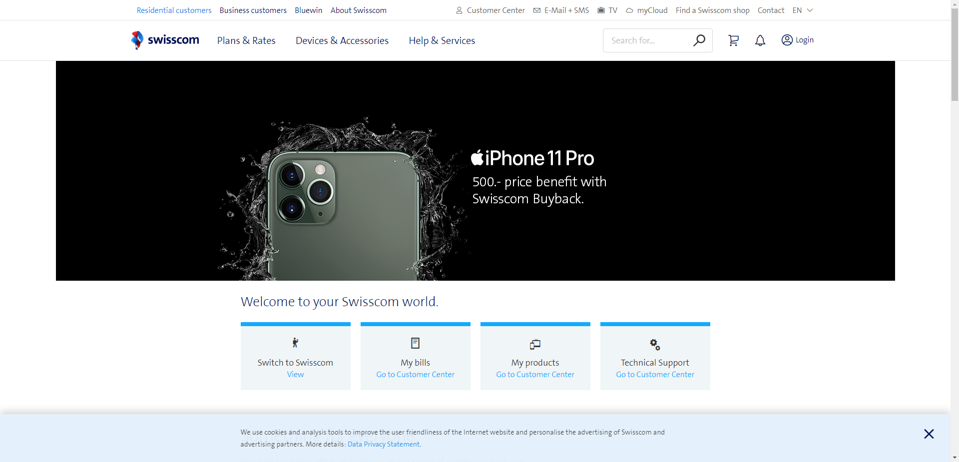 Residential customers Business customers Bluewin About Swisscom Customer Center E-Mail + SMS TV myCloud Find a Swisscom shop Contact EN
swisscom Plans & Rates Devices & Accessories Help & Services Search for... Login
iPhone 11 Pro
500.- price benefit with
Swisscom Buyback.
Welcome to your Swisscom world.
Switch to Swisscom My bills My products Technical Support
View Go to Customer Center Go to Customer Center Go to Customer Center
We use cookies and analysis tools to improve the user friendliness of the Internet website and personalise the advertising of Swisscom and
advertising partners. More details: Data Privacy Statement.